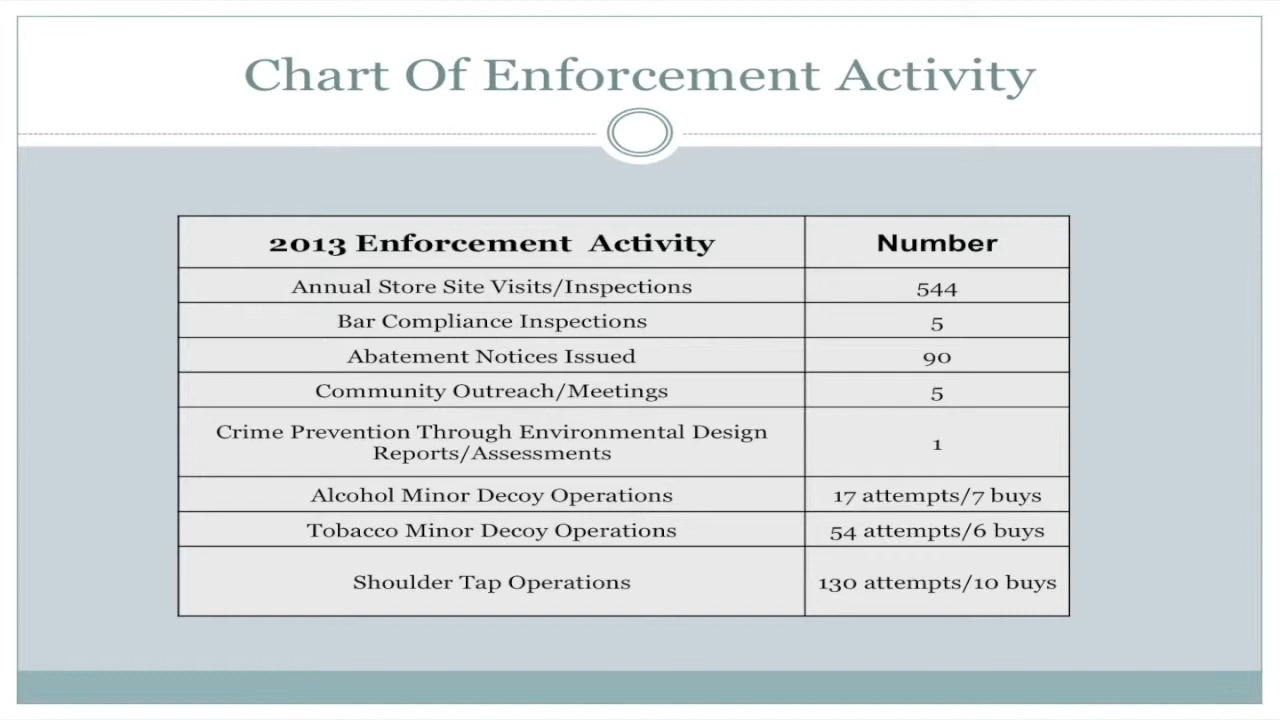 Chart Of Enforcement Activity
2013 Enforcement Activity Number
Annual Store Site Visits/Inspections 544
Bar Compliance Inspections 5
Abatement Notices Issued 90
Community Outreach/Meetings 5
Crime Prevention Through Environmental Design
Reports/Assessments 1
Alcohol Minor Decoy Operations 17 attempts/7 buys
Tobacco Minor Decoy Operations 54 attempts/6 buys
Shoulder Tap Operations 130 attempts/10 buys